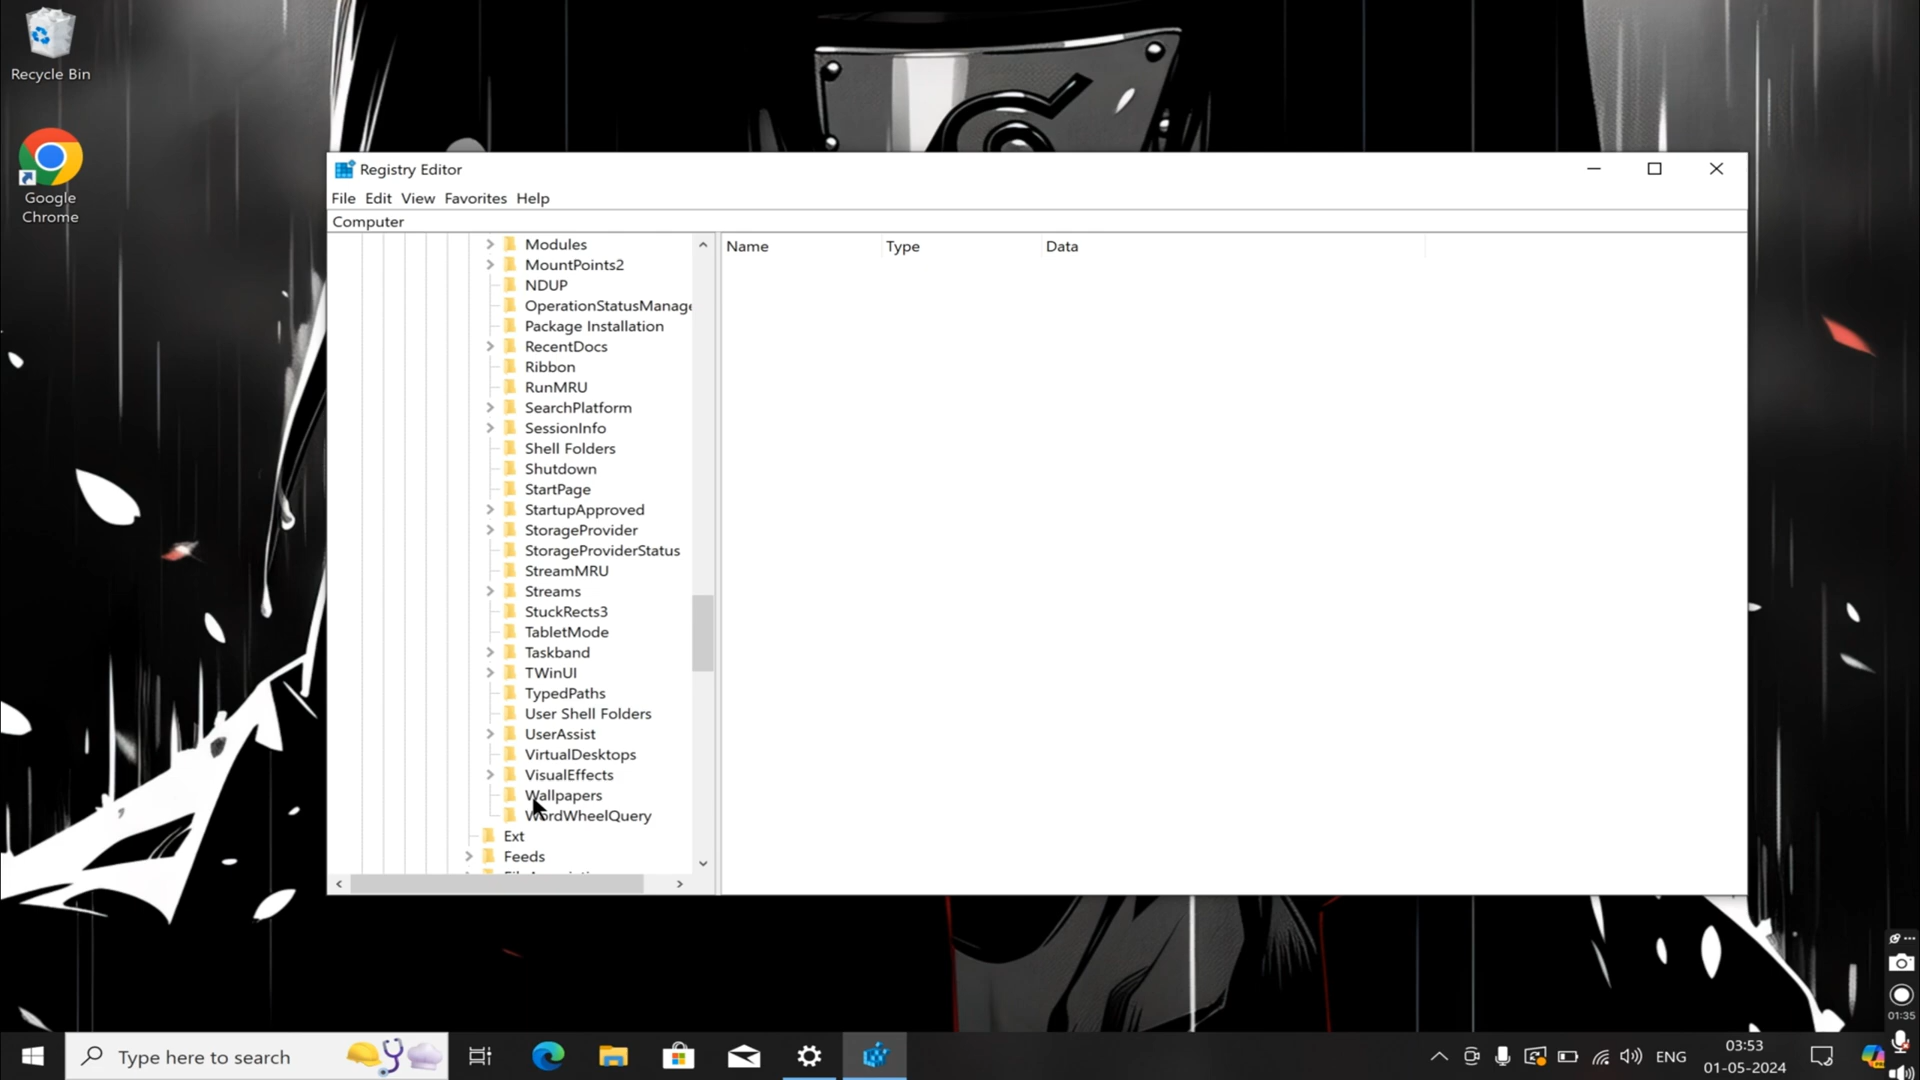 Recycle Bin
Google
Chrome
Registry Editor
File Edit View Favorites Help
Computer
Name Type Data
Modules
MountPoints2
NDUP
OperationStatusManage
Package Installation
RecentDocs
Ribbon
RunMRU
SearchPlatform
SessionInfo
Shell Folders
Shutdown
StartPage
StartupApproved
StorageProvider
StorageProviderStatus
StreamMRU
Streams
StuckRects3
TabletMode
Taskband
TWinUI
TypedPaths
User Shell Folders
UserAssist
VirtualDesktops
VisualEffects
Wallpapers
WordWheelQuery
Ext
Feeds
01:35
Type here to search
ENG
03:53
01-05-2024